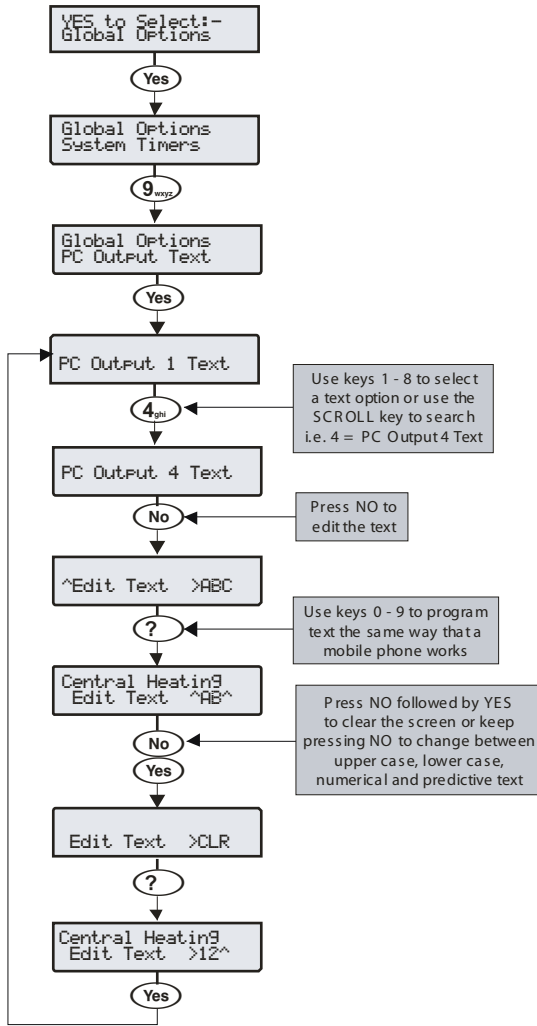 YES to Select:-
Global Options
Yes
Global Options
System Timers
9wxyz
Global Options
PC Output Text
Yes
PC Output 1 Text
4ghi
Use keys 1 - 8 to select
a text option or use the
SCROLL key to search
i.e. 4 = PC Output 4 Text
PC Output 4 Text
No
Press NO to
edit the text
^Edit Text >ABC
?
Use keys 0 - 9 to program
text the same way that a
mobile phone works
Central Heating
Edit Text ^AB^
No
Yes
Press NO followed by YES
to clear the screen or keep
pressing NO to change between
upper case, lower case,
numerical and predictive text
Edit Text >CLR
?
Central Heating
Edit Text >12^
Yes